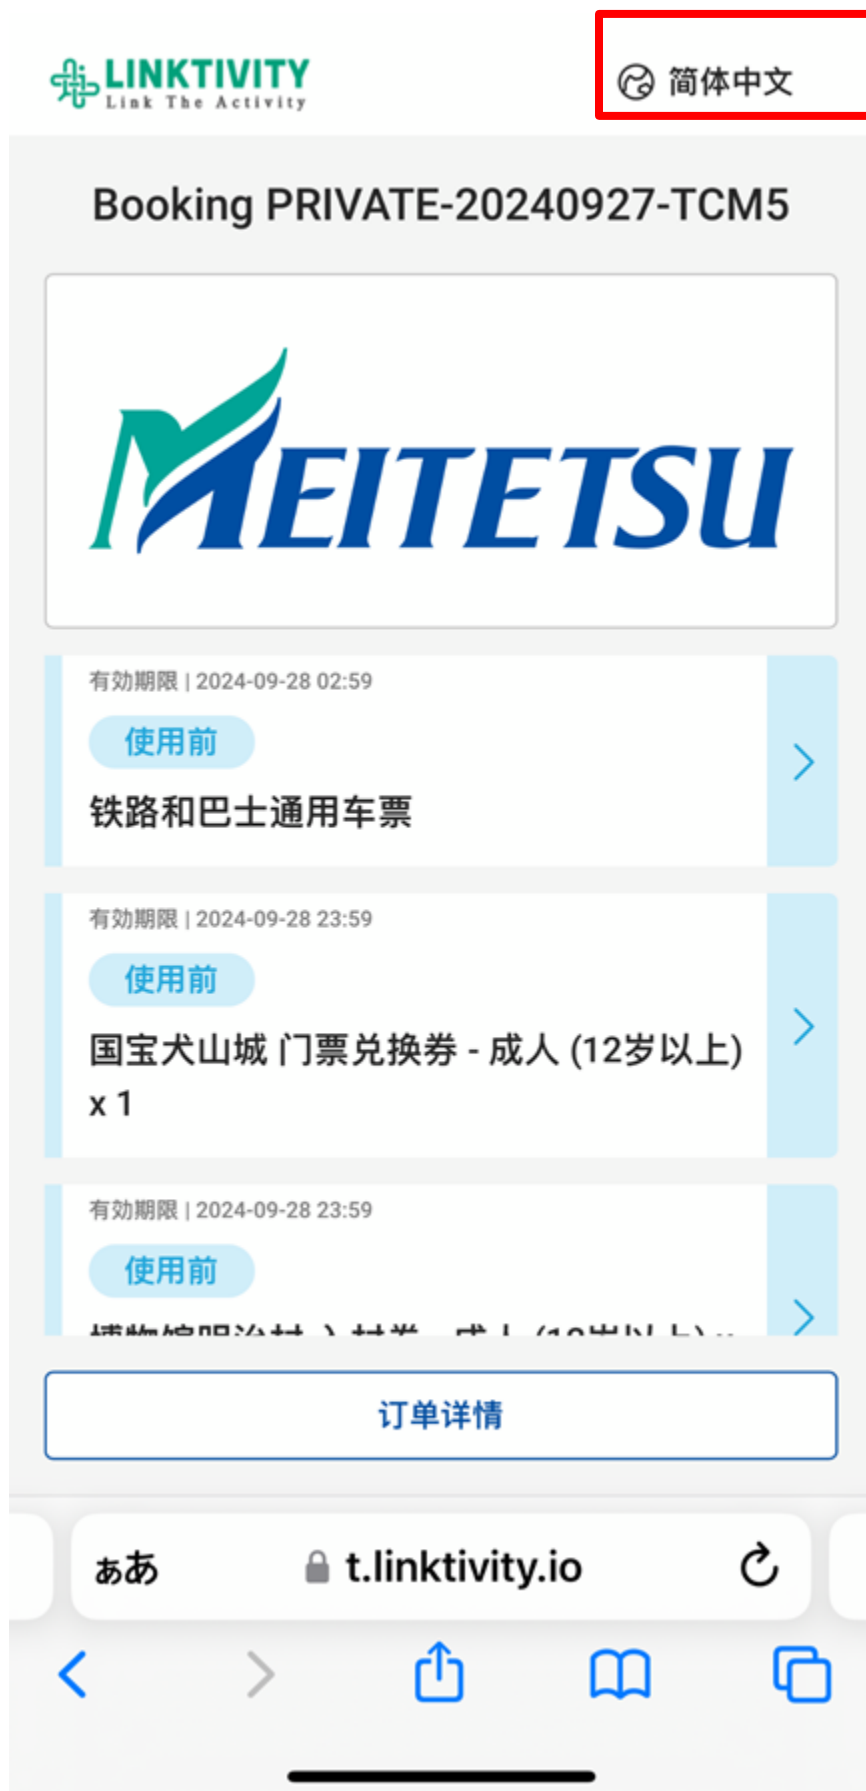 LINKTIVITY
Link The Activity
简体中文
Booking PRIVATE-20240927-TCM5
MEITETSU
有効期限 | 2024-09-28 02:59
使用前
铁路和巴士通用车票
有効期限 | 2024-09-28 23:59
使用前
国宝犬山城 门票兑换券 - 成人 (12岁以上)
x 1
有効期限 | 2024-09-28 23:59
使用前
订单详情
ぁあ
t.linktivity.io